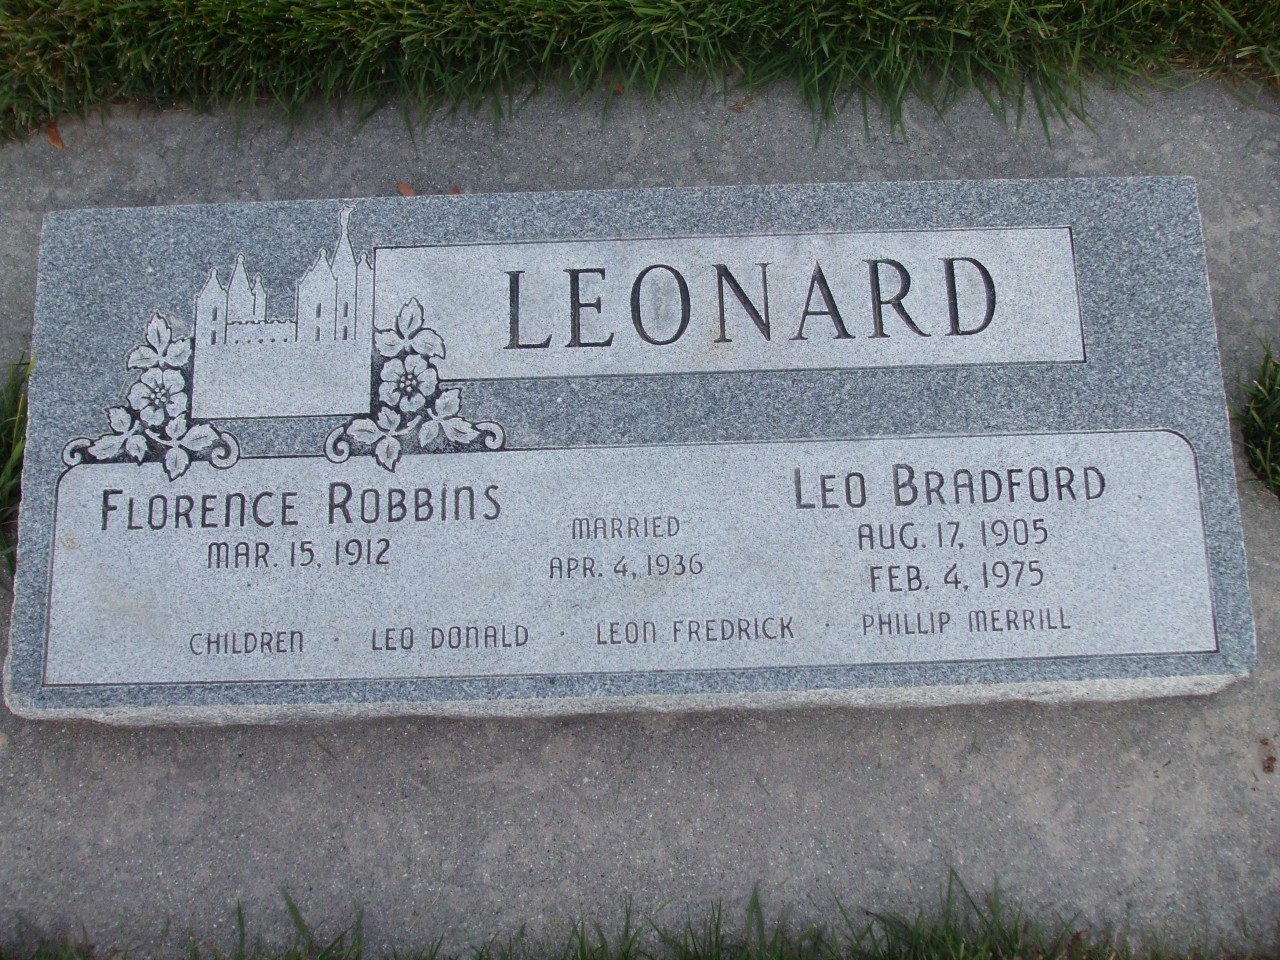 LEONARD
FLORENCE ROBBINS
MAR. 15, 1912
MARRIED
APR. 4, 1936
LEO BRADFORD
AUG. 17, 1905
FEB. 4, 1975
CHILDREN · LEO DONALD · LEON FREDRICK · PHILLIP MERRILL